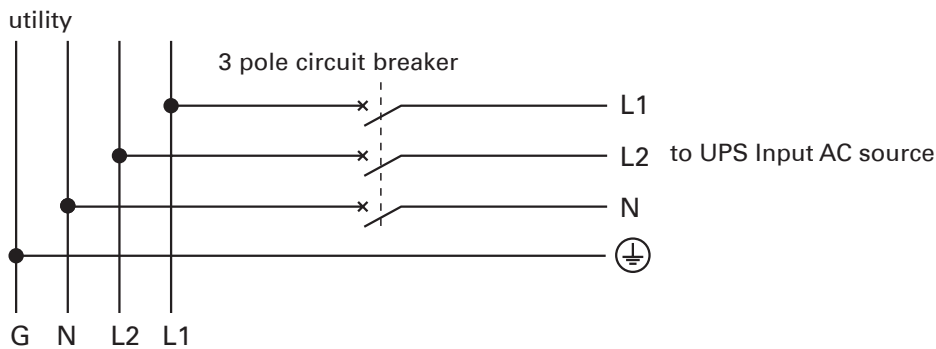 utility
3 pole circuit breaker
L1
L2 to UPS Input AC source
N
G N L2 L1